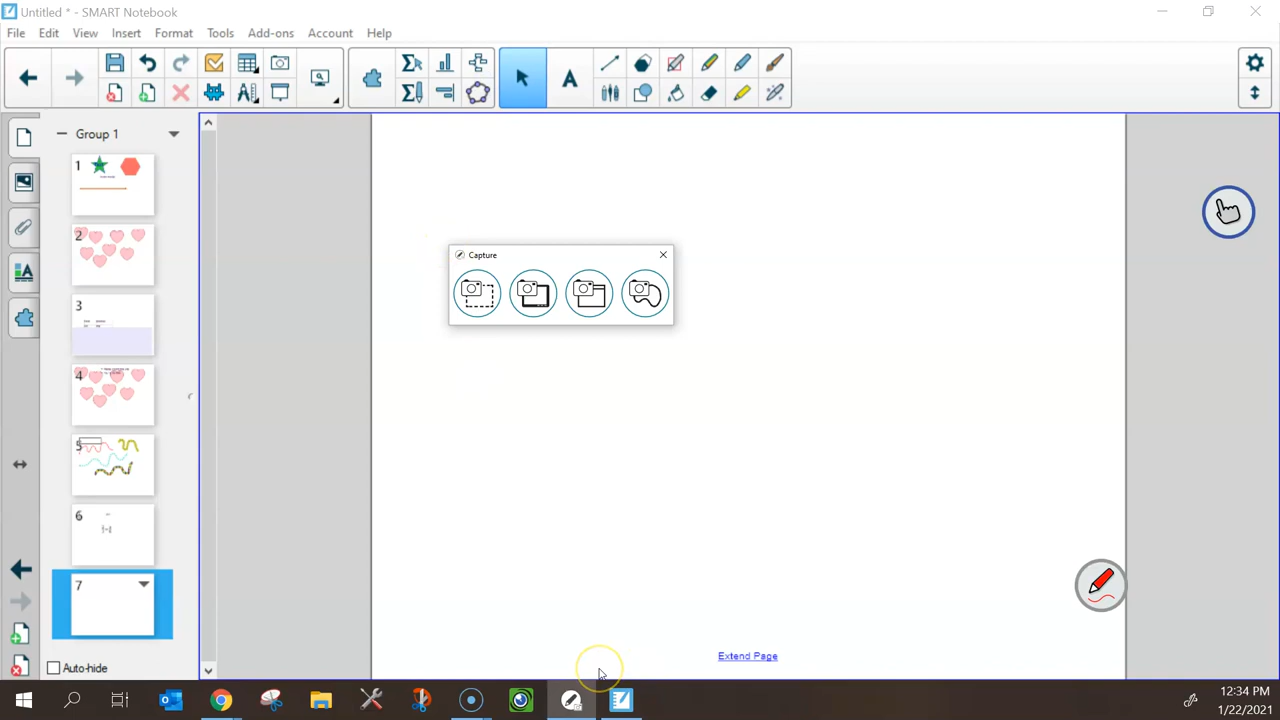 Untitled * - SMART Notebook
File Edit View Insert Format Tools Add-ons Account Help
Group 1
1
2
3
4
5
6
7
Capture
Extend Page
Auto-hide
12:34 PM
1/22/2021